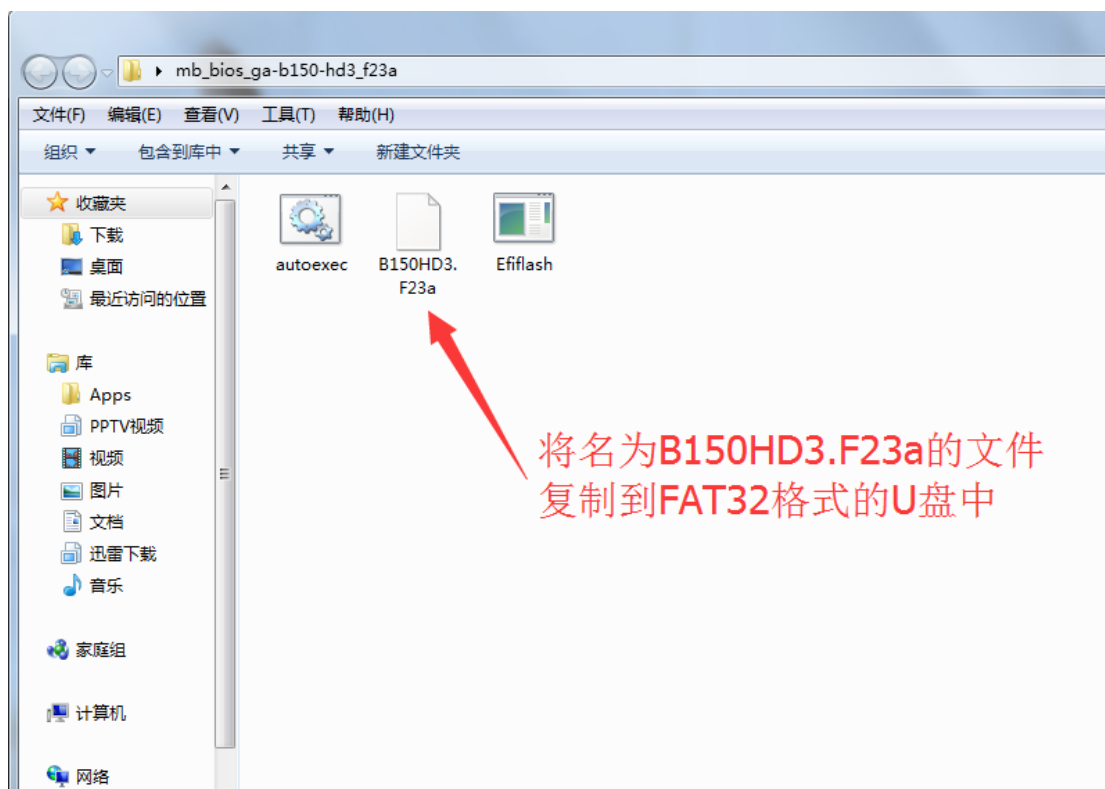 mb_bios_ga-b150-hd3_f23a
文件(F) 编辑(E) 查看(V) 工具(T) 帮助(H)
组织 包含到库中 共享 新建文件夹
收藏夹
下载
桌面
最近访问的位置
库
Apps
PPTV视频
视频
图片
文档
迅雷下载
音乐
家庭组
计算机
网络
autoexec
B150HD3.
F23a
Efiflash
将名为B150HD3.F23a的文件
复制到FAT32格式的U盘中